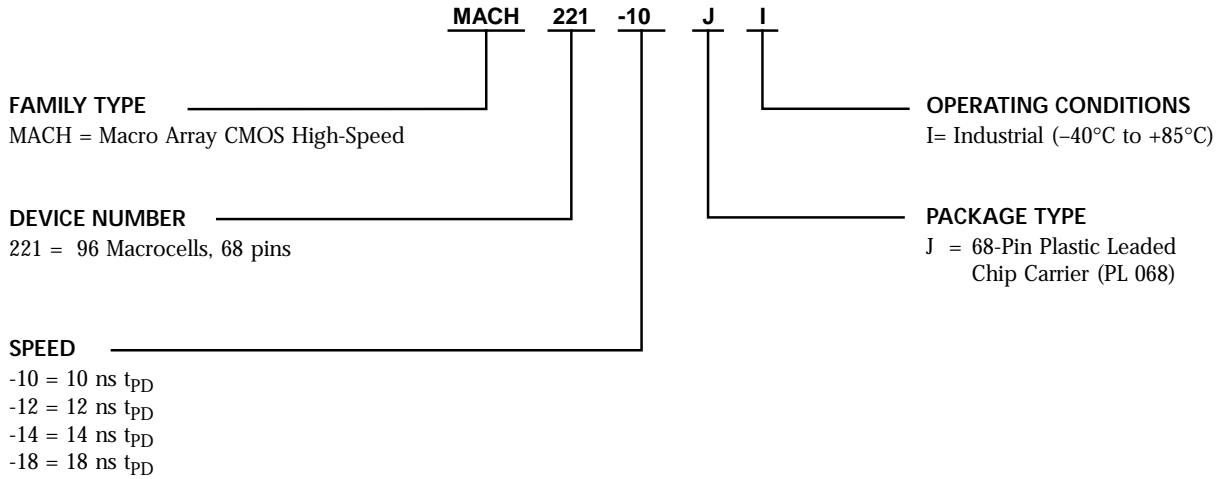 MACH 221 -10 J I
FAMILY TYPE
MACH = Macro Array CMOS High-Speed
OPERATING CONDITIONS
I= Industrial (–40°C to +85°C)
DEVICE NUMBER
221 = 96 Macrocells, 68 pins
PACKAGE TYPE
J = 68-Pin Plastic Leaded
Chip Carrier (PL 068)
SPEED
-10 = 10 ns tPD
-12 = 12 ns tPD
-14 = 14 ns tPD
-18 = 18 ns tPD